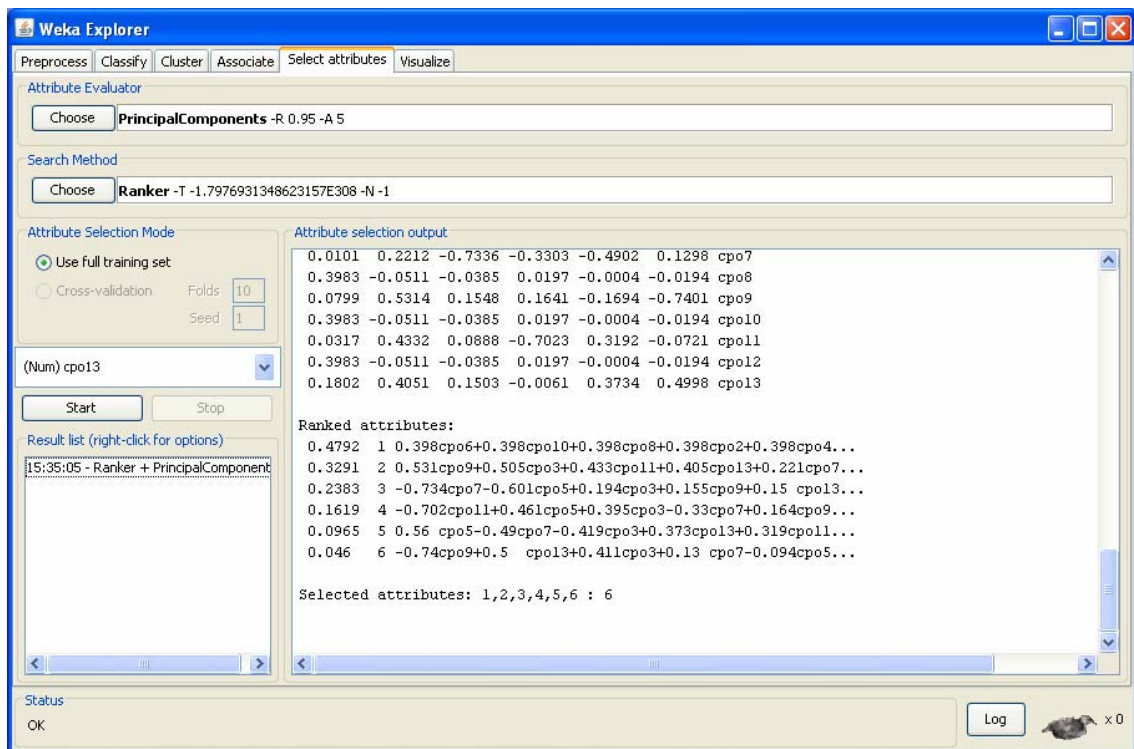 Weka Explorer
Preprocess Classify Cluster Associate Select attributes Visualize
Attribute Evaluator
Choose PrincipalComponents -R 0.95 -A 5
Search Method
Choose Ranker -T -1.7976931348623157E308 -N -1
Attribute Selection Mode
Use full training set
Cross-validation Folds 10
Seed 1
(Num) cpo13
Start Stop
Result list (right-click for options)
15:35:05 - Ranker + PrincipalComponent
Attribute selection output
0.0101 0.2212 -0.7336 -0.3303 -0.4902 0.1298 cpo7
0.3983 -0.0511 -0.0385 0.0197 -0.0004 -0.0194 cpo8
0.0799 0.5314 0.1548 0.1641 -0.1694 -0.7401 cpo9
0.3983 -0.0511 -0.0385 0.0197 -0.0004 -0.0194 cpo10
0.0317 0.4332 0.0888 -0.7023 0.3192 -0.0721 cpo11
0.3983 -0.0511 -0.0385 0.0197 -0.0004 -0.0194 cpo12
0.1802 0.4051 0.1503 -0.0061 0.3734 0.4998 cpo13
Ranked attributes:
0.4792 1 0.398cpo6+0.398cpo10+0.398cpo8+0.398cpo2+0.398cpo4...
0.3291 2 0.531cpo9+0.505cpo3+0.433cpo11+0.405cpo13+0.221cpo7...
0.2383 3 -0.734cpo7-0.601cpo5+0.194cpo3+0.155cpo9+0.15 cpo13...
0.1619 4 -0.702cpo11+0.461cpo5+0.395cpo3-0.33cpo7+0.164cpo9...
0.0965 5 0.56 cpo5-0.49cpo7-0.419cpo3+0.373cpo13+0.319cpo11...
0.046 6 -0.74cpo9+0.5 cpo13+0.411cpo3+0.13 cpo7-0.094cpo5...
Selected attributes: 1,2,3,4,5,6 : 6
Status
OK
Log
x 0